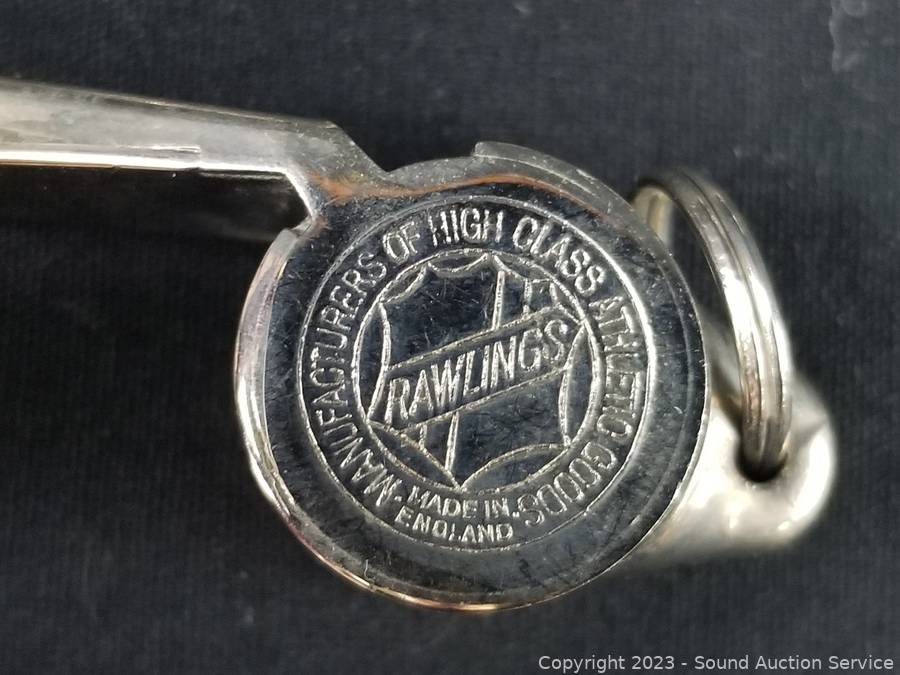 MANUFACTURERS OF HIGH CLASS ATHLETIC GOODS
RAWLINGS
MADE IN
ENGLAND
Copyright 2023 - Sound Auction Service